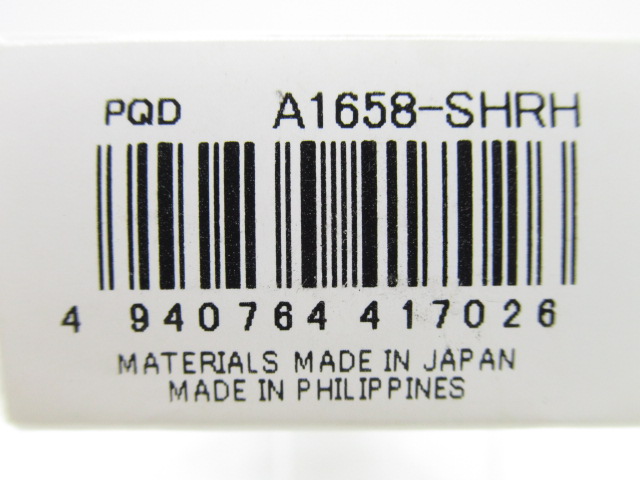 PQD A1658-SHRH
4 940764 417026
MATERIALS MADE IN JAPAN
MADE IN PHILIPPINES